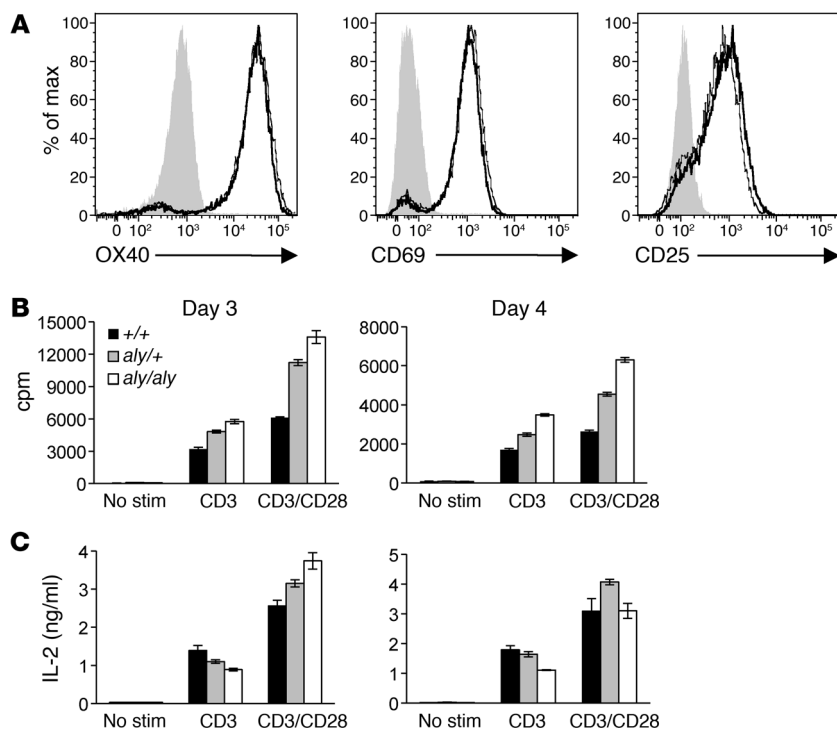 A
% of max
100
80
60
40
20
0
0 10² 10³ 10⁴ 10⁵
OX40
100
80
60
40
20
0
0 10² 10³ 10⁴ 10⁵
CD69
100
80
60
40
20
0
0 10² 10³ 10⁴ 10⁵
CD25
B
Day 3
cpm
15000
12000
9000
6000
3000
0
+/+
aly/+
aly/aly
No stim CD3 CD3/CD28
Day 4
8000
6000
4000
2000
0
No stim CD3 CD3/CD28
C
IL-2 (ng/ml)
4
3
2
1
0
No stim CD3 CD3/CD28
5
4
3
2
1
0
No stim CD3 CD3/CD28